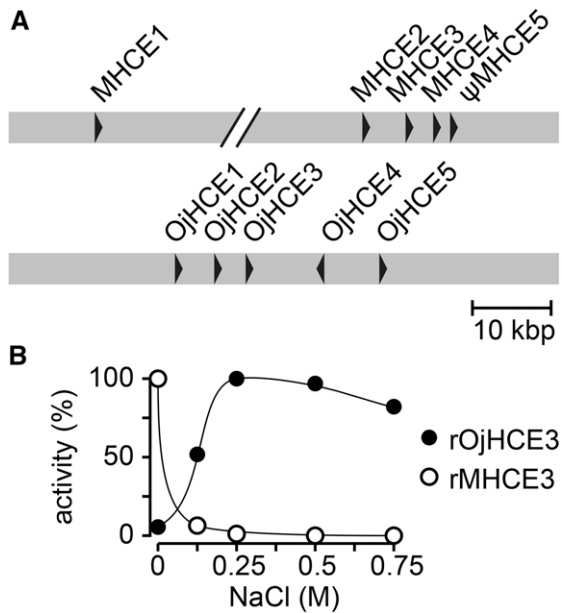 A
MHCE1 MHCE2 MHCE3 MHCE4 ψMHCE5
OjHCE1 OjHCE2 OjHCE3 OjHCE4 OjHCE5
10 kbp
B
activity (%)
100
50
0
0 0.25 0.5 0.75
NaCl (M)
rOjHCE3
rMHCE3